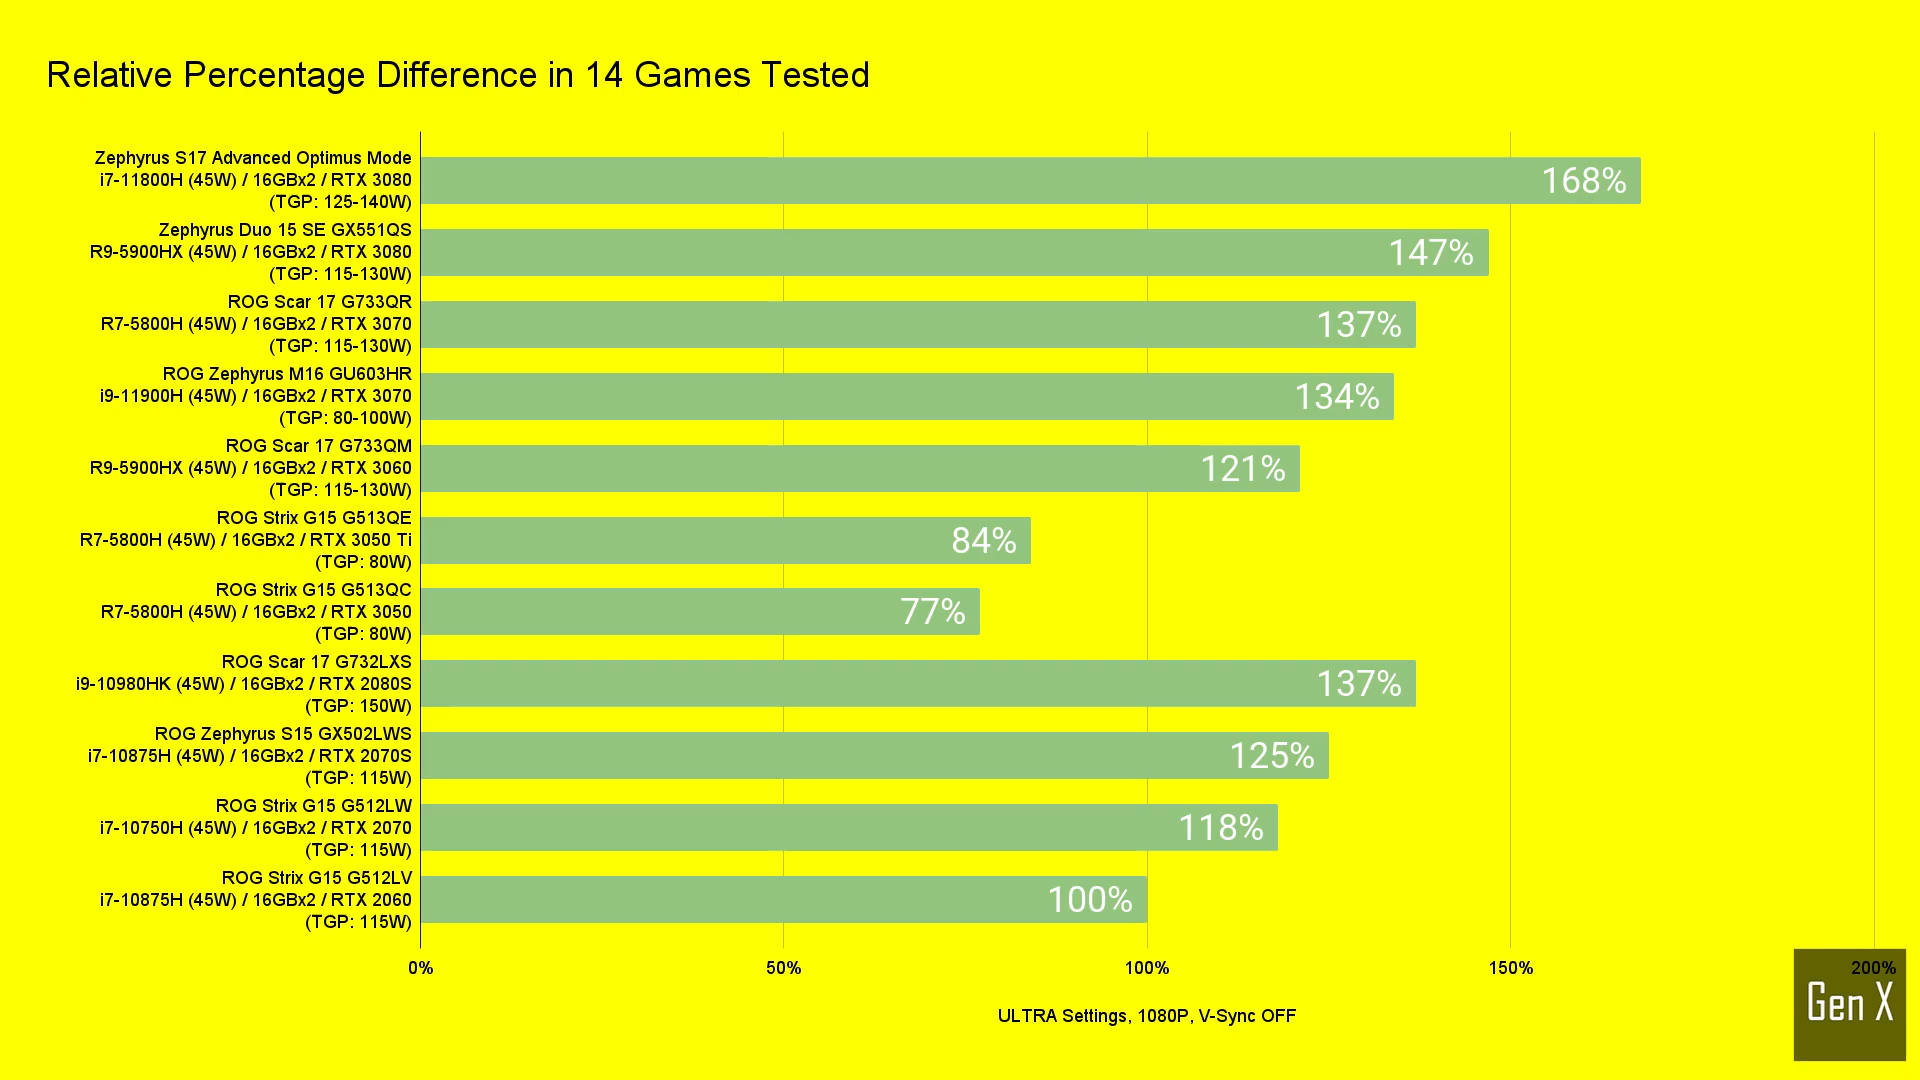 Relative Percentage Difference in 14 Games Tested
Zephyrus S17 Advanced Optimus Mode
i7-11800H (45W) / 16GBx2 / RTX 3080
(TGP: 125-140W)
168%
Zephyrus Duo 15 SE GX551QS
R9-5900HX (45W) / 16GBx2 / RTX 3080
(TGP: 115-130W)
147%
ROG Scar 17 G733QR
R7-5800H (45W) / 16GBx2 / RTX 3070
(TGP: 115-130W)
137%
ROG Zephyrus M16 GU603HR
i9-11900H (45W) / 16GBx2 / RTX 3070
(TGP: 80-100W)
134%
ROG Scar 17 G733QM
R9-5900HX (45W) / 16GBx2 / RTX 3060
(TGP: 115-130W)
121%
ROG Strix G15 G513QE
R7-5800H (45W) / 16GBx2 / RTX 3050 Ti
(TGP: 80W)
84%
ROG Strix G15 G513QC
R7-5800H (45W) / 16GBx2 / RTX 3050
(TGP: 80W)
77%
ROG Scar 17 G732LXS
i9-10980HK (45W) / 16GBx2 / RTX 2080S
(TGP: 150W)
137%
ROG Zephyrus S15 GX502LWS
i7-10875H (45W) / 16GBx2 / RTX 2070S
(TGP: 115W)
125%
ROG Strix G15 G512LW
i7-10750H (45W) / 16GBx2 / RTX 2070
(TGP: 115W)
118%
ROG Strix G15 G512LV
i7-10875H (45W) / 16GBx2 / RTX 2060
(TGP: 115W)
100%
0% 50% 100% 150% 200%
ULTRA Settings, 1080P, V-Sync OFF
Gen X